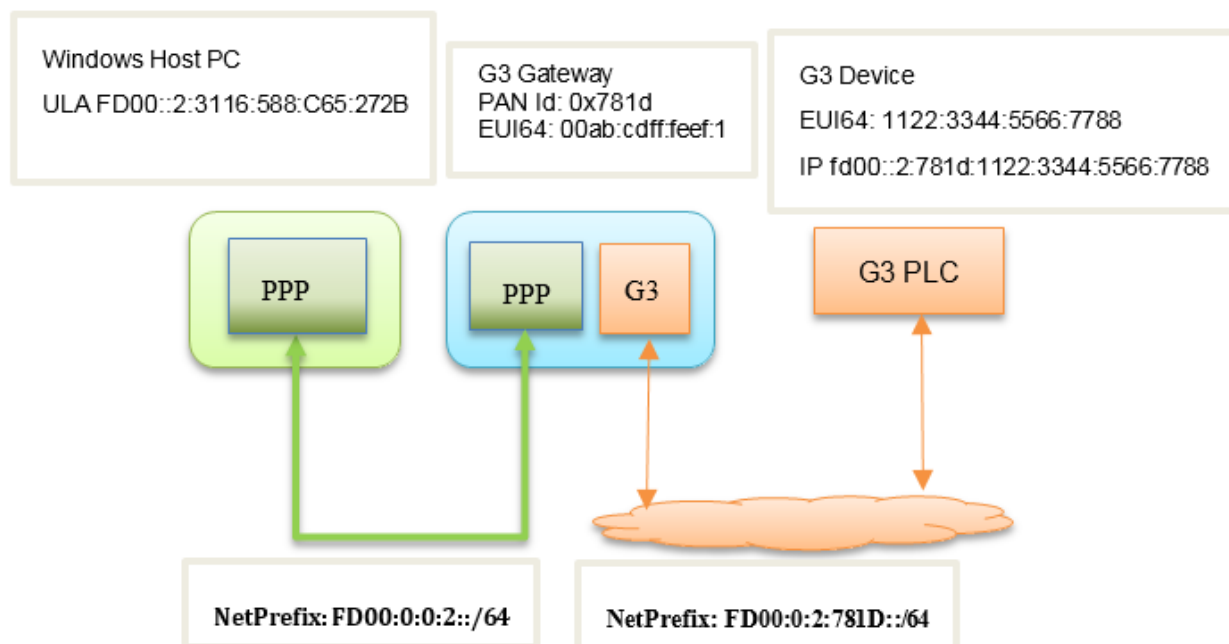 Windows Host PC
ULA FD00::2:3116:588:C65:272B
G3 Gateway
PAN Id: 0x781d
EUI64: 00ab:cdff:feef:1
G3 Device
EUI64: 1122:3344:5566:7788
IP fd00::2:781d:1122:3344:5566:7788
PPP
PPP
G3
G3 PLC
NetPrefix: FD00:0:0:2::/64
NetPrefix: FD00:0:2:781D::/64